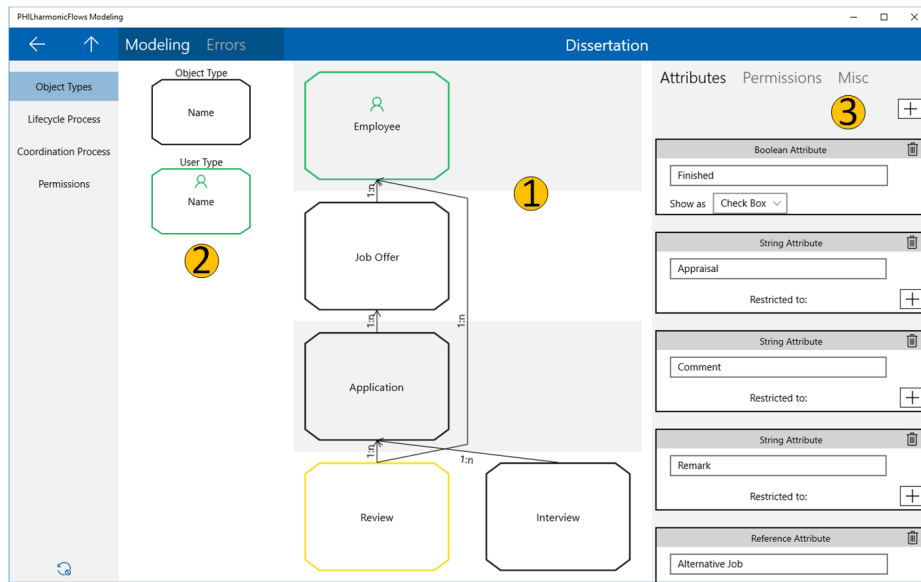 PHILharmonicFlows Modeling
Modeling Errors
Dissertation
Object Types
Lifecycle Process
Coordination Process
Permissions
Object Type
Name
User Type
Name
2
Employee
1
1:n
Job Offer
1:n
1:n
Application
1:n
1:n
Review
Interview
Attributes Permissions Misc
3
Boolean Attribute
Finished
Show as Check Box
String Attribute
Appraisal
Restricted to:
String Attribute
Comment
Restricted to:
String Attribute
Remark
Restricted to:
Reference Attribute
Alternative Job